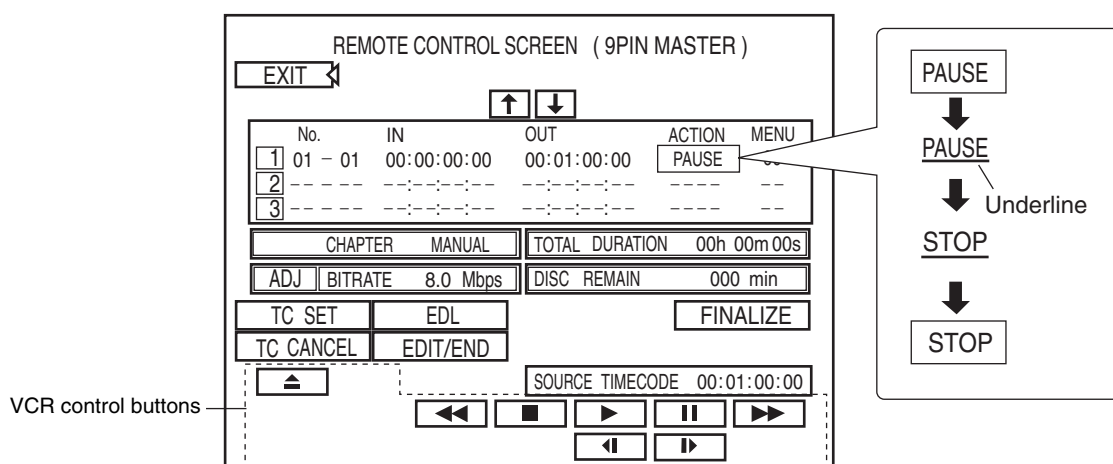 REMOTE CONTROL SCREEN ( 9PIN MASTER )
EXIT
No. IN OUT ACTION MENU
1 01 – 01 00:00:00:00 00:01:00:00 PAUSE
2 – – – – – --:--:--:-- --:--:--:-- – – – – – –
3 – – – – – --:--:--:-- --:--:--:-- – – – – – –
CHAPTER MANUAL TOTAL DURATION 00h 00m 00s
ADJ BITRATE 8.0 Mbps DISC REMAIN 000 min
TC SET EDL FINALIZE
TC CANCEL EDIT/END
SOURCE TIMECODE 00:01:00:00
VCR control buttons
PAUSE
PAUSE
Underline
STOP
STOP